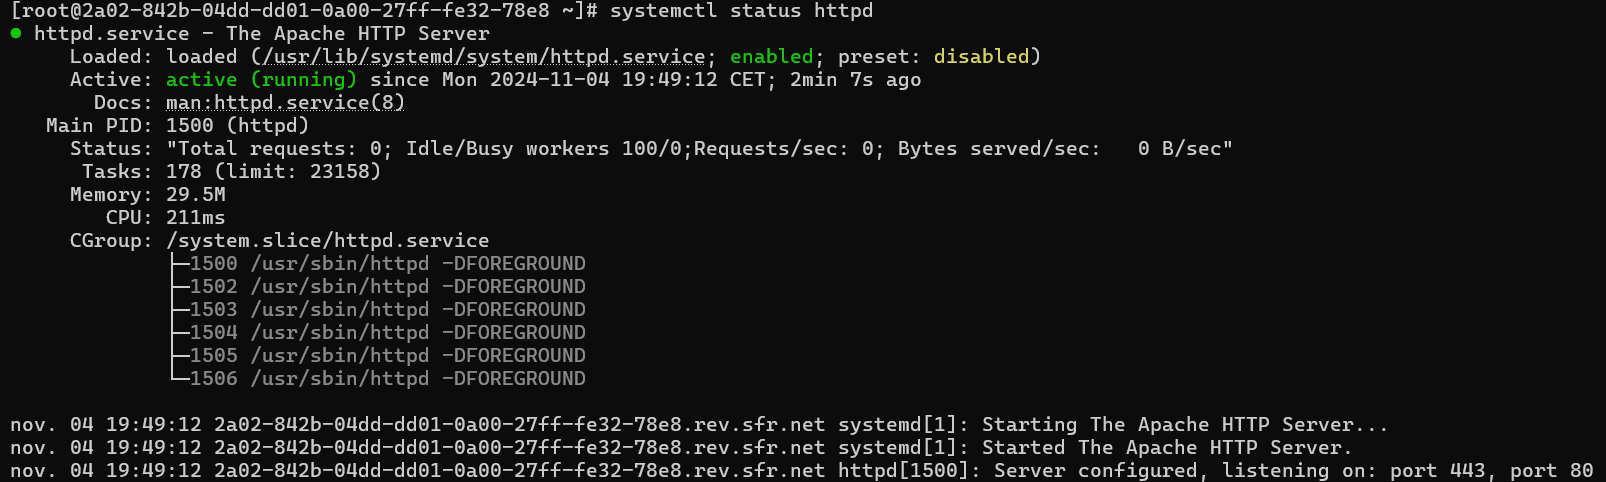 [root@2a02-842b-04dd-dd01-0a00-27ff-fe32-78e8 ~]# systemctl status httpd
● httpd.service - The Apache HTTP Server
     Loaded: loaded (/usr/lib/systemd/system/httpd.service; enabled; preset: disabled)
     Active: active (running) since Mon 2024-11-04 19:49:12 CET; 2min 7s ago
       Docs: man:httpd.service(8)
   Main PID: 1500 (httpd)
     Status: "Total requests: 0; Idle/Busy workers 100/0;Requests/sec: 0; Bytes served/sec:   0 B/sec"
      Tasks: 178 (limit: 23158)
     Memory: 29.5M
        CPU: 211ms
     CGroup: /system.slice/httpd.service
             ├─1500 /usr/sbin/httpd -DFOREGROUND
             ├─1502 /usr/sbin/httpd -DFOREGROUND
             ├─1503 /usr/sbin/httpd -DFOREGROUND
             ├─1504 /usr/sbin/httpd -DFOREGROUND
             ├─1505 /usr/sbin/httpd -DFOREGROUND
             └─1506 /usr/sbin/httpd -DFOREGROUND

nov. 04 19:49:12 2a02-842b-04dd-dd01-0a00-27ff-fe32-78e8.rev.sfr.net systemd[1]: Starting The Apache HTTP Server...
nov. 04 19:49:12 2a02-842b-04dd-dd01-0a00-27ff-fe32-78e8.rev.sfr.net systemd[1]: Started The Apache HTTP Server.
nov. 04 19:49:12 2a02-842b-04dd-dd01-0a00-27ff-fe32-78e8.rev.sfr.net httpd[1500]: Server configured, listening on: port 443, port 80